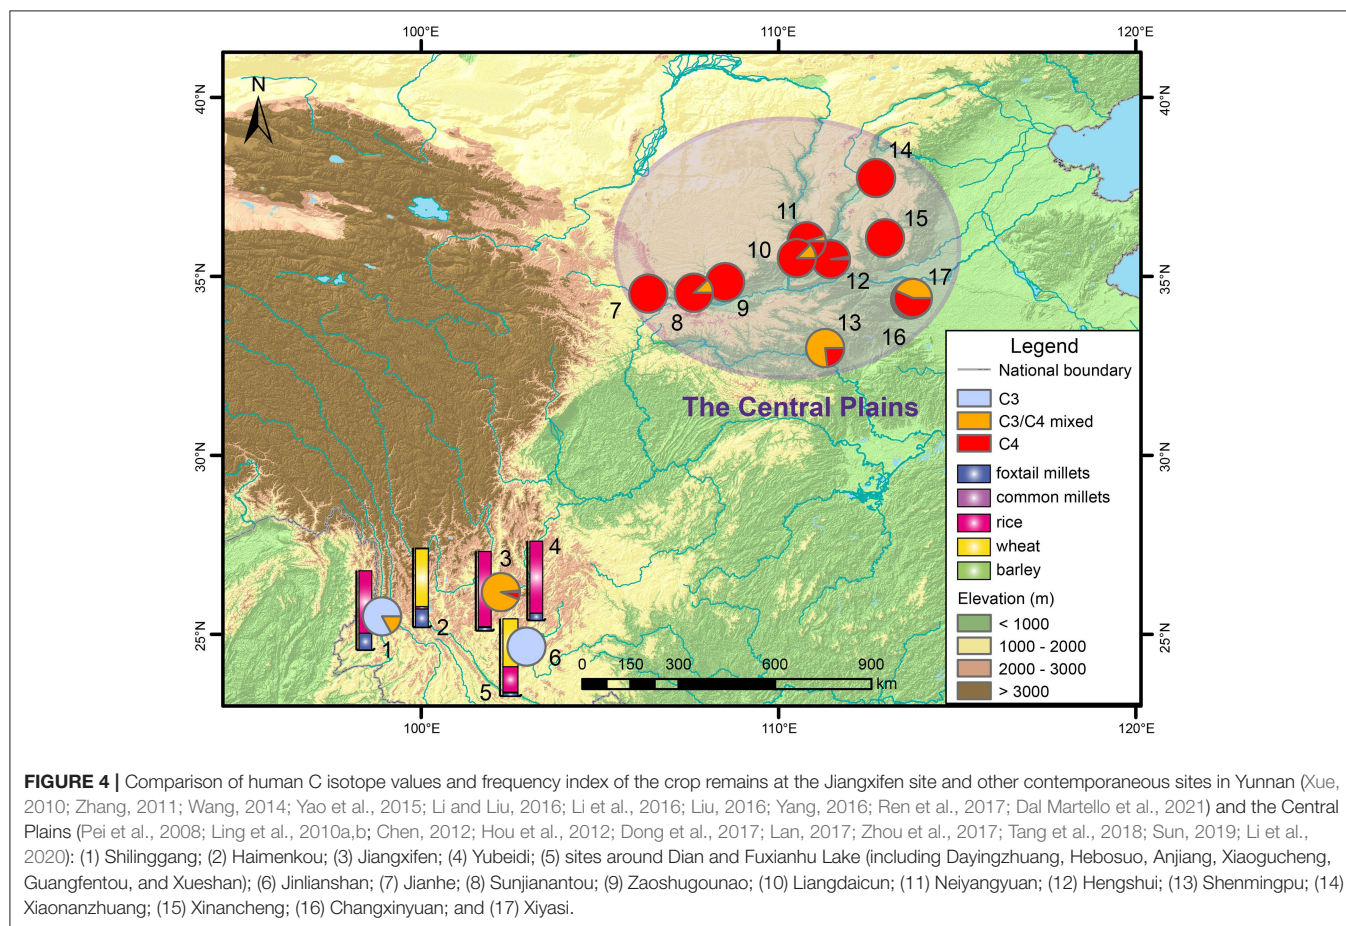 100°E
110°E
120°E
N
40°N
40°N
14
11
15
10
35°N
35°N
17
12
7
8
9
13
16
Legend
National boundary
The Central Plains
C3
C3/C4 mixed
C4
30°N
30°N
foxtail millets
common millets
rice
wheat
barley
4
3
Elevation (m)
< 1000
1000 - 2000
2000 - 3000
> 3000
25°N
25°N
2
1
6
5
0 150 300 600 900
km
100°E
110°E
120°E
FIGURE 4 | Comparison of human C isotope values and frequency index of the crop remains at the Jiangxifen site and other contemporaneous sites in Yunnan (Xue,
2010; Zhang, 2011; Wang, 2014; Yao et al., 2015; Li and Liu, 2016; Li et al., 2016; Liu, 2016; Yang, 2016; Ren et al., 2017; Dal Martello et al., 2021) and the Central
Plains (Pei et al., 2008; Ling et al., 2010a,b; Chen, 2012; Hou et al., 2012; Dong et al., 2017; Lan, 2017; Zhou et al., 2017; Tang et al., 2018; Sun, 2019; Li et al.,
2020): (1) Shilinggang; (2) Haimenkou; (3) Jiangxifen; (4) Yubeidi; (5) sites around Dian and Fuxianhu Lake (including Dayingzhuang, Hebosuo, Anjiang, Xiaogucheng,
Guangfentou, and Xueshan); (6) Jinlianshan; (7) Jianhe; (8) Sunjianantou; (9) Zaoshugounao; (10) Liangdaicun; (11) Neiyangyuan; (12) Hengshui; (13) Shenmingpu; (14)
Xiaonanzhuang; (15) Xinancheng; (16) Changxinyuan; and (17) Xiyasi.